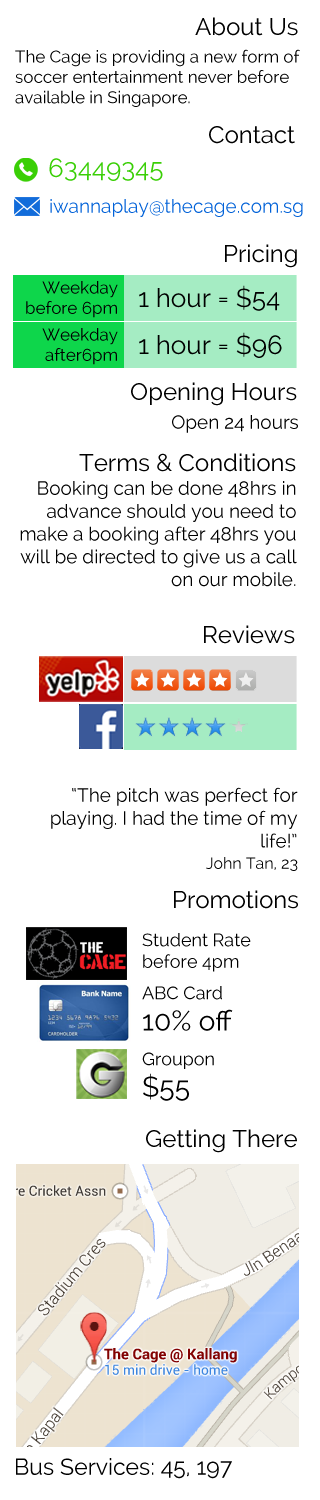 About Us
The Cage is providing a new form of
soccer entertainment never before
available in Singapore.
Contact
63449345
iwannaplay@thecage.com.sg
Pricing
Weekday
before 6pm
1 hour = $54
Weekday
after6pm
1 hour = $96
Opening Hours
Open 24 hours
Terms & Conditions
Booking can be done 48hrs in
advance should you need to
make a booking after 48hrs you
will be directed to give us a call
on our mobile.
Reviews
yelp
f
"The pitch was perfect for
playing. I had the time of my
life!"
John Tan, 23
Promotions
THE
CAGE
Student Rate
before 4pm
Bank Name
CARDHOLDER
ABC Card
10% off
G
Groupon
$55
Getting There
re Cricket Assn
Stadium Cres
Jln Benaa
The Cage @ Kallang
15 min drive - home
Kampo
Kapal
Bus Services: 45, 197